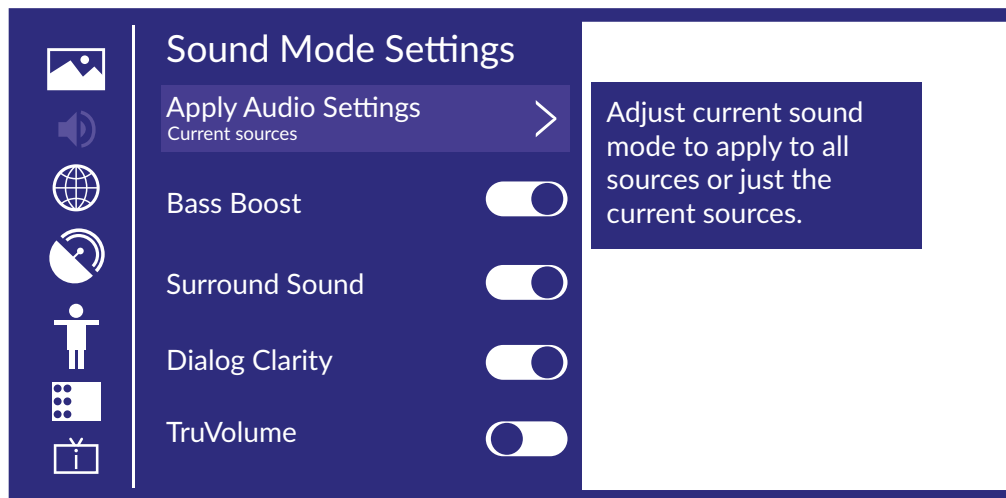 Sound Mode Settings
Apply Audio Settings
Current sources
Adjust current sound
mode to apply to all
sources or just the
current sources.
Bass Boost
Surround Sound
Dialog Clarity
TruVolume
i